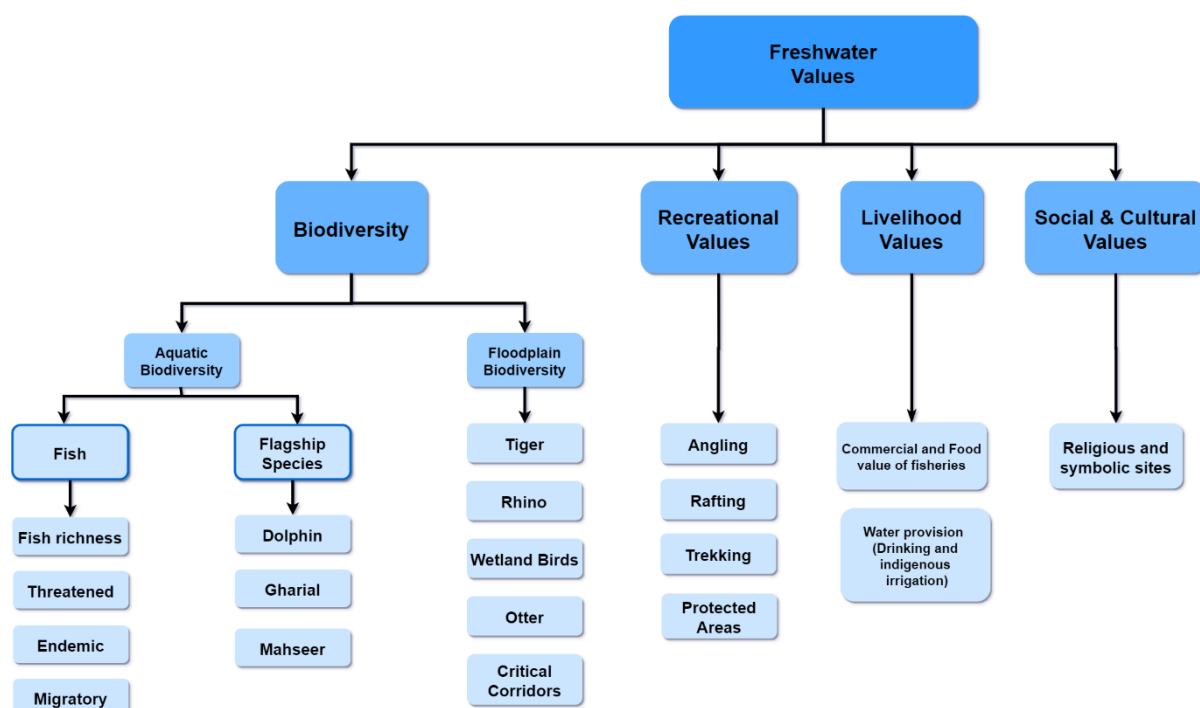 Freshwater
Values
Biodiversity
Recreational
Values
Livelihood
Values
Social & Cultural
Values
Aquatic
Biodiversity
Floodplain
Biodiversity
Fish
Flagship
Species
Fish richness
Threatened
Endemic
Migratory
Dolphin
Gharial
Mahseer
Tiger
Rhino
Wetland Birds
Otter
Critical
Corridors
Angling
Rafting
Trekking
Protected
Areas
Commercial and Food
value of fisheries
Water provision
(Drinking and
indigenous
irrigation)
Religious and
symbolic sites